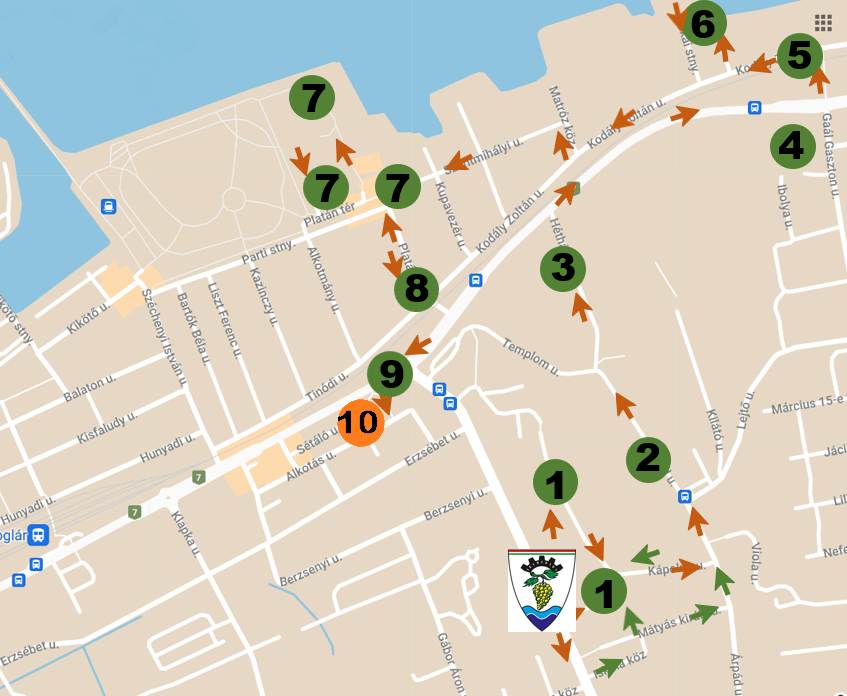 6
5
Kodály Zoltán u.
Matróz köz
4
Gaál Gaszton u.
7
Szentmihályi u.
7
7
Platán tér
Kupavezér u.
Kodály Zoltán u.
Ibolya u.
Parti stny.
3
8
Alkotmány u.
Kazinczy u.
Liszt Ferenc u.
Bartók Béla u.
Széchenyi István u.
Kikötő u.
Templom u.
9
Tinódi u.
Balaton u.
10
Kisfaludy u.
Sétáló u.
Lejtő u.
Március 15-e
Kilátó u.
Hunyadi u.
Alkotás u.
Erzsébet u.
2
1
7
7
Hunyadi u.
Berzsenyi u.
Klapka u.
Viola u.
Berzsenyi u.
1
Mátyás király u.
Erzsébet u.
Gábor Áron
Árpád
köz